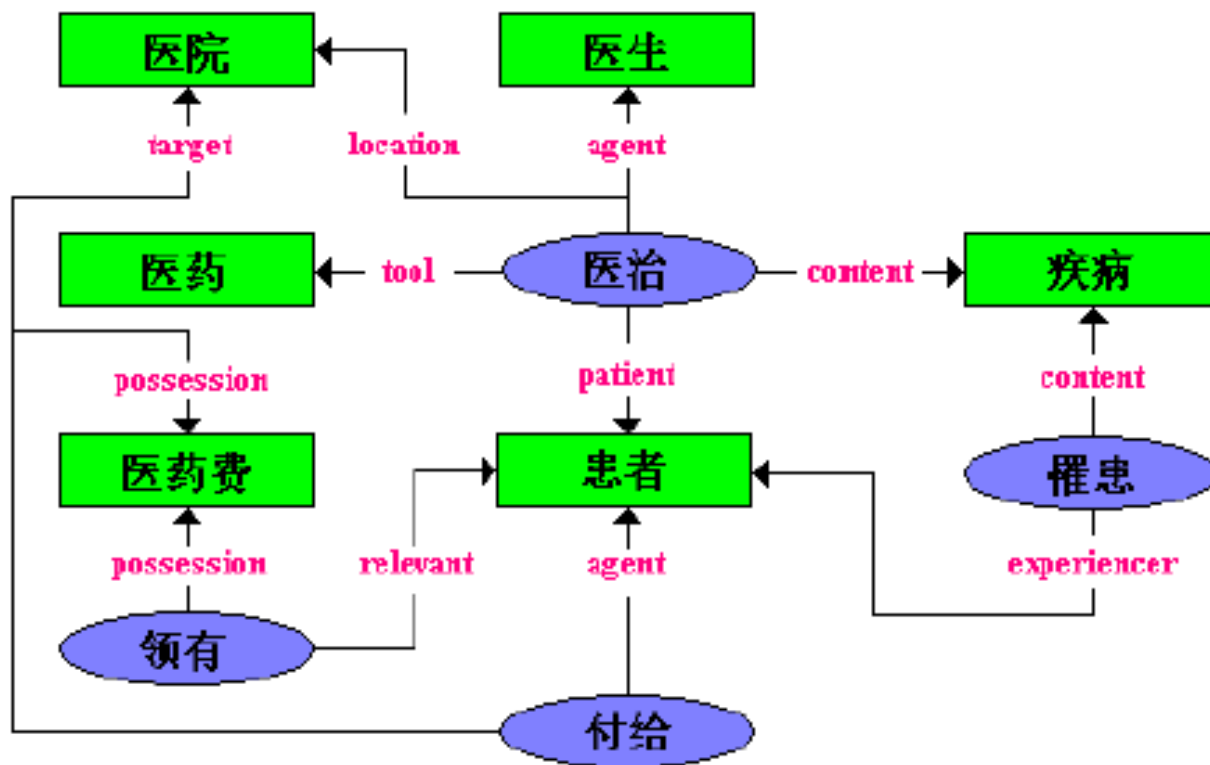 医院
医生
target
location
agent
医药
tool
医治
content
疾病
possession
patient
content
医药费
患者
罹患
possession
relevant
agent
experiencer
领有
付给